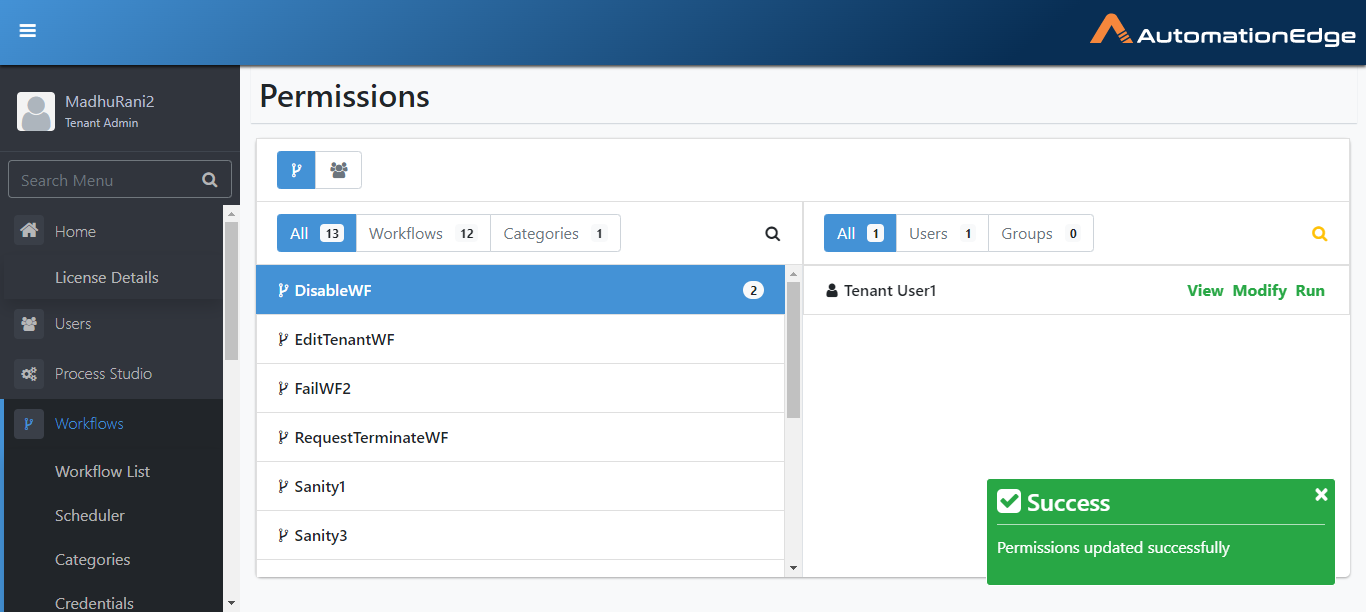 AutomationEdge
MadhuRani2
Tenant Admin
Search Menu
Home
License Details
Users
Process Studio
Workflows
Workflow List
Scheduler
Categories
Credentials
Permissions
All 13 Workflows 12 Categories 1
DisableWF 2
EditTenantWF
FailWF2
RequestTerminateWF
Sanity1
Sanity3
All 1 Users 1 Groups 0
Tenant User1 View Modify Run
Success
Permissions updated successfully